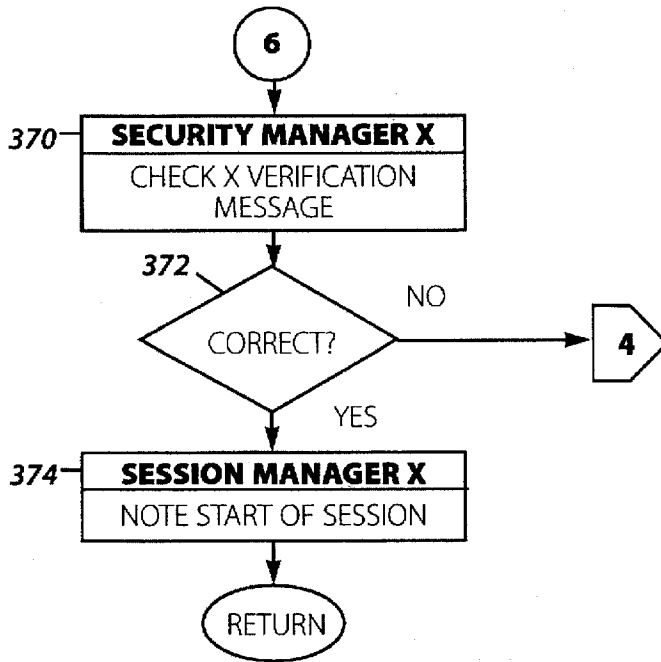 6
370
SECURITY MANAGER X
CHECK X VERIFICATION
MESSAGE
372
NO
CORRECT?
4
YES
374
SESSION MANAGER X
NOTE START OF SESSION
RETURN